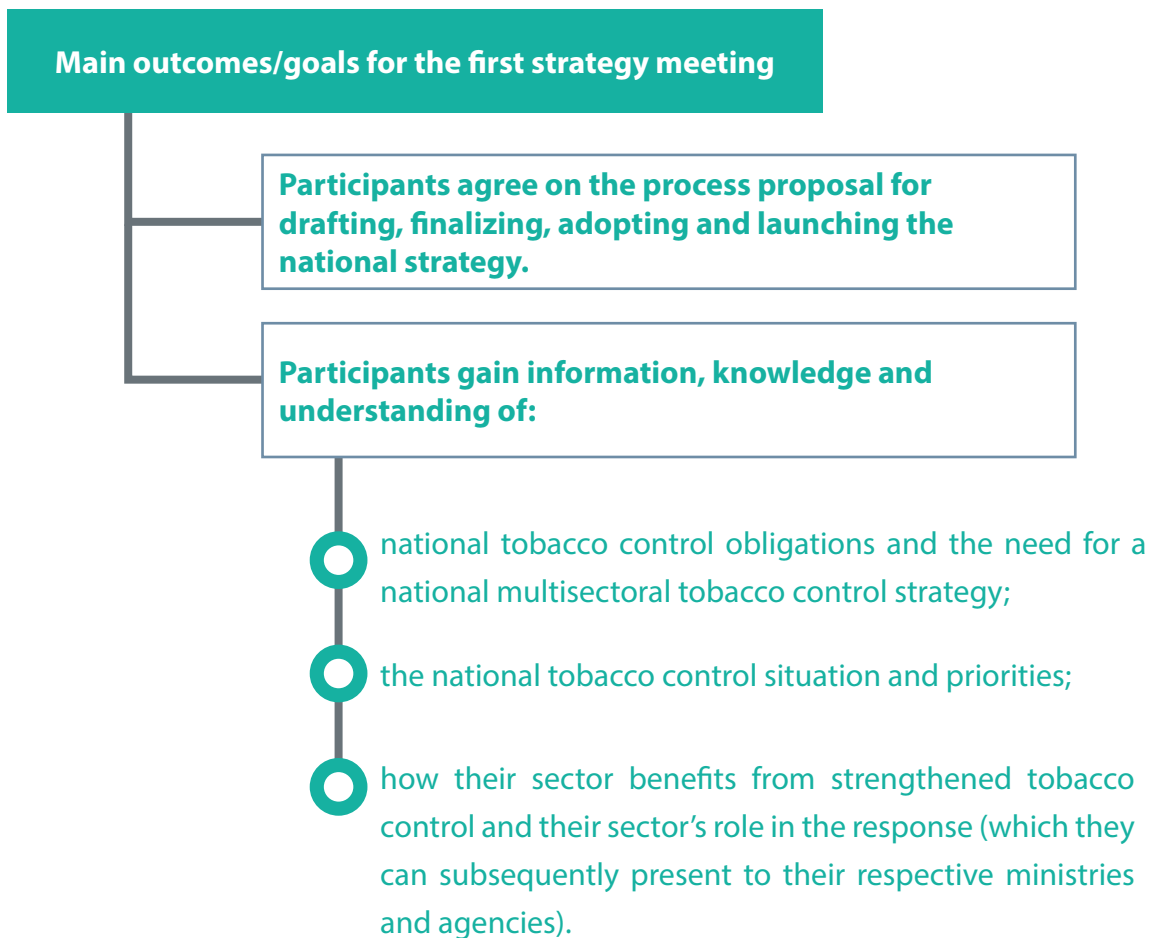 Main outcomes/goals for the first strategy meeting
Participants agree on the process proposal for
drafting, finalizing, adopting and launching the
national strategy.
Participants gain information, knowledge and
understanding of:
national tobacco control obligations and the need for a
national multisectoral tobacco control strategy;
the national tobacco control situation and priorities;
how their sector benefits from strengthened tobacco
control and their sector’s role in the response (which they
can subsequently present to their respective ministries
and agencies).